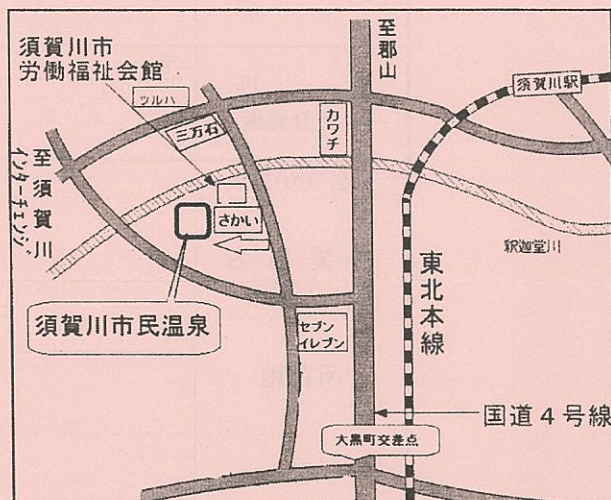 須賀川市
労働福祉会館
ツルハ
三万石
カワチ
至郡山
須賀川駅
至須賀川
インターチェンジ
さかい
釈迦堂川
東北本線
須賀川市民温泉
セブン
イレブン
国道4号線
大黒町交差点